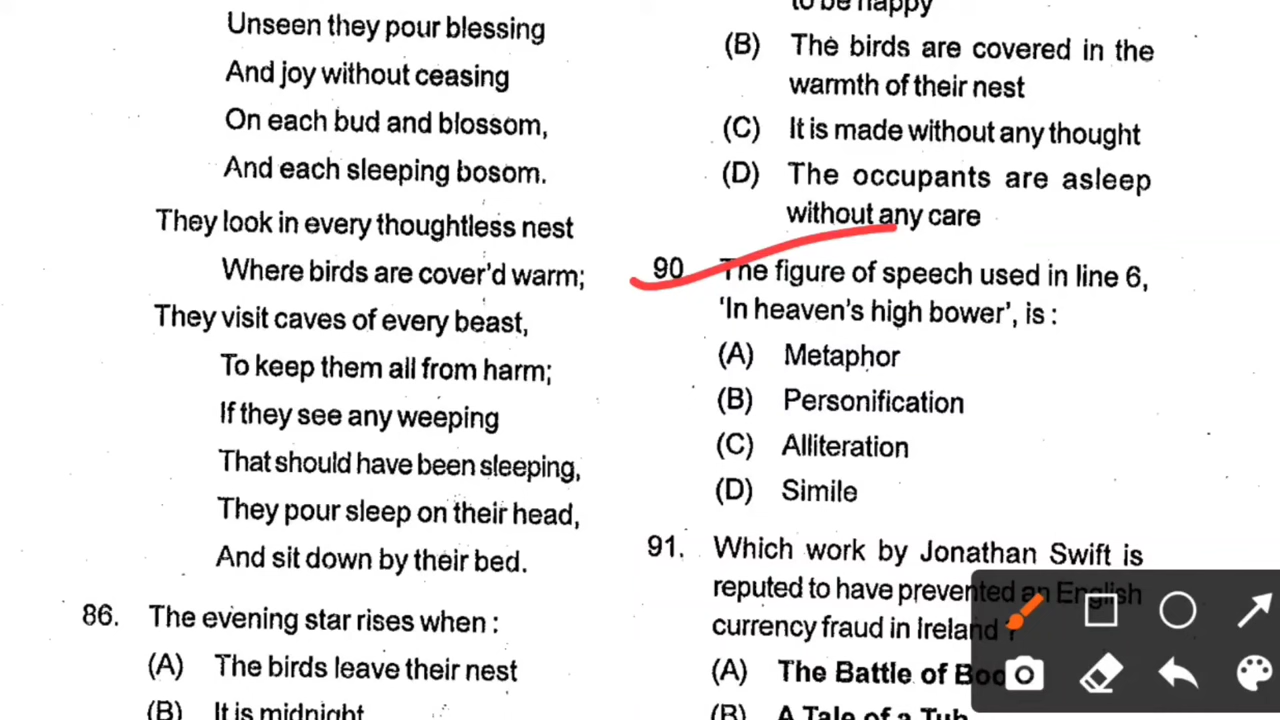 Unseen they pour blessing
And joy without ceasing
On each bud and blossom,
And each sleeping bosom.
They look in every thoughtless nest
Where birds are cover'd warm;
They visit caves of every beast,
To keep them all from harm;
If they see any weeping
That should have been sleeping,
They pour sleep on their head,
And sit down by their bed.
86. The evening star rises when :
(A) The birds leave their nest
(B) It is midnight
to be happy
(B) The birds are covered in the
warmth of their nest
(C) It is made without any thought
(D) The occupants are asleep
without any care
90 The figure of speech used in line 6,
'In heaven's high bower', is :
(A) Metaphor
(B) Personification
(C) Alliteration
(D) Simile
91. Which work by Jonathan Swift is
reputed to have prevented an English
currency fraud in Ireland ?
(A) The Battle of Boo
(B) A Tale of a Tub